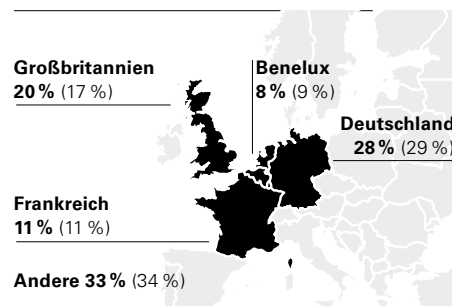 Großbritannien
20 % (17 %)
Benelux
8 % (9 %)
Deutschland
28 % (29 %)
Frankreich
11 % (11 %)
Andere 33 % (34 %)